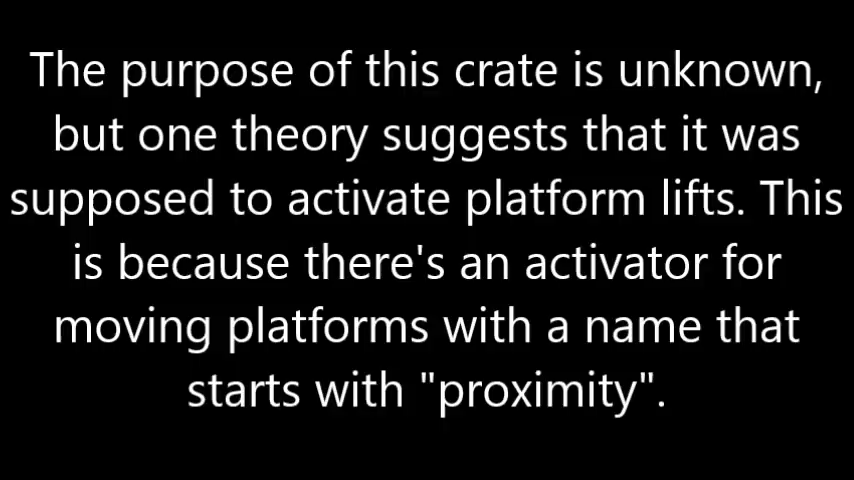 The purpose of this crate is unknown,
but one theory suggests that it was
supposed to activate platform lifts. This
is because there's an activator for
moving platforms with a name that
starts with "proximity".